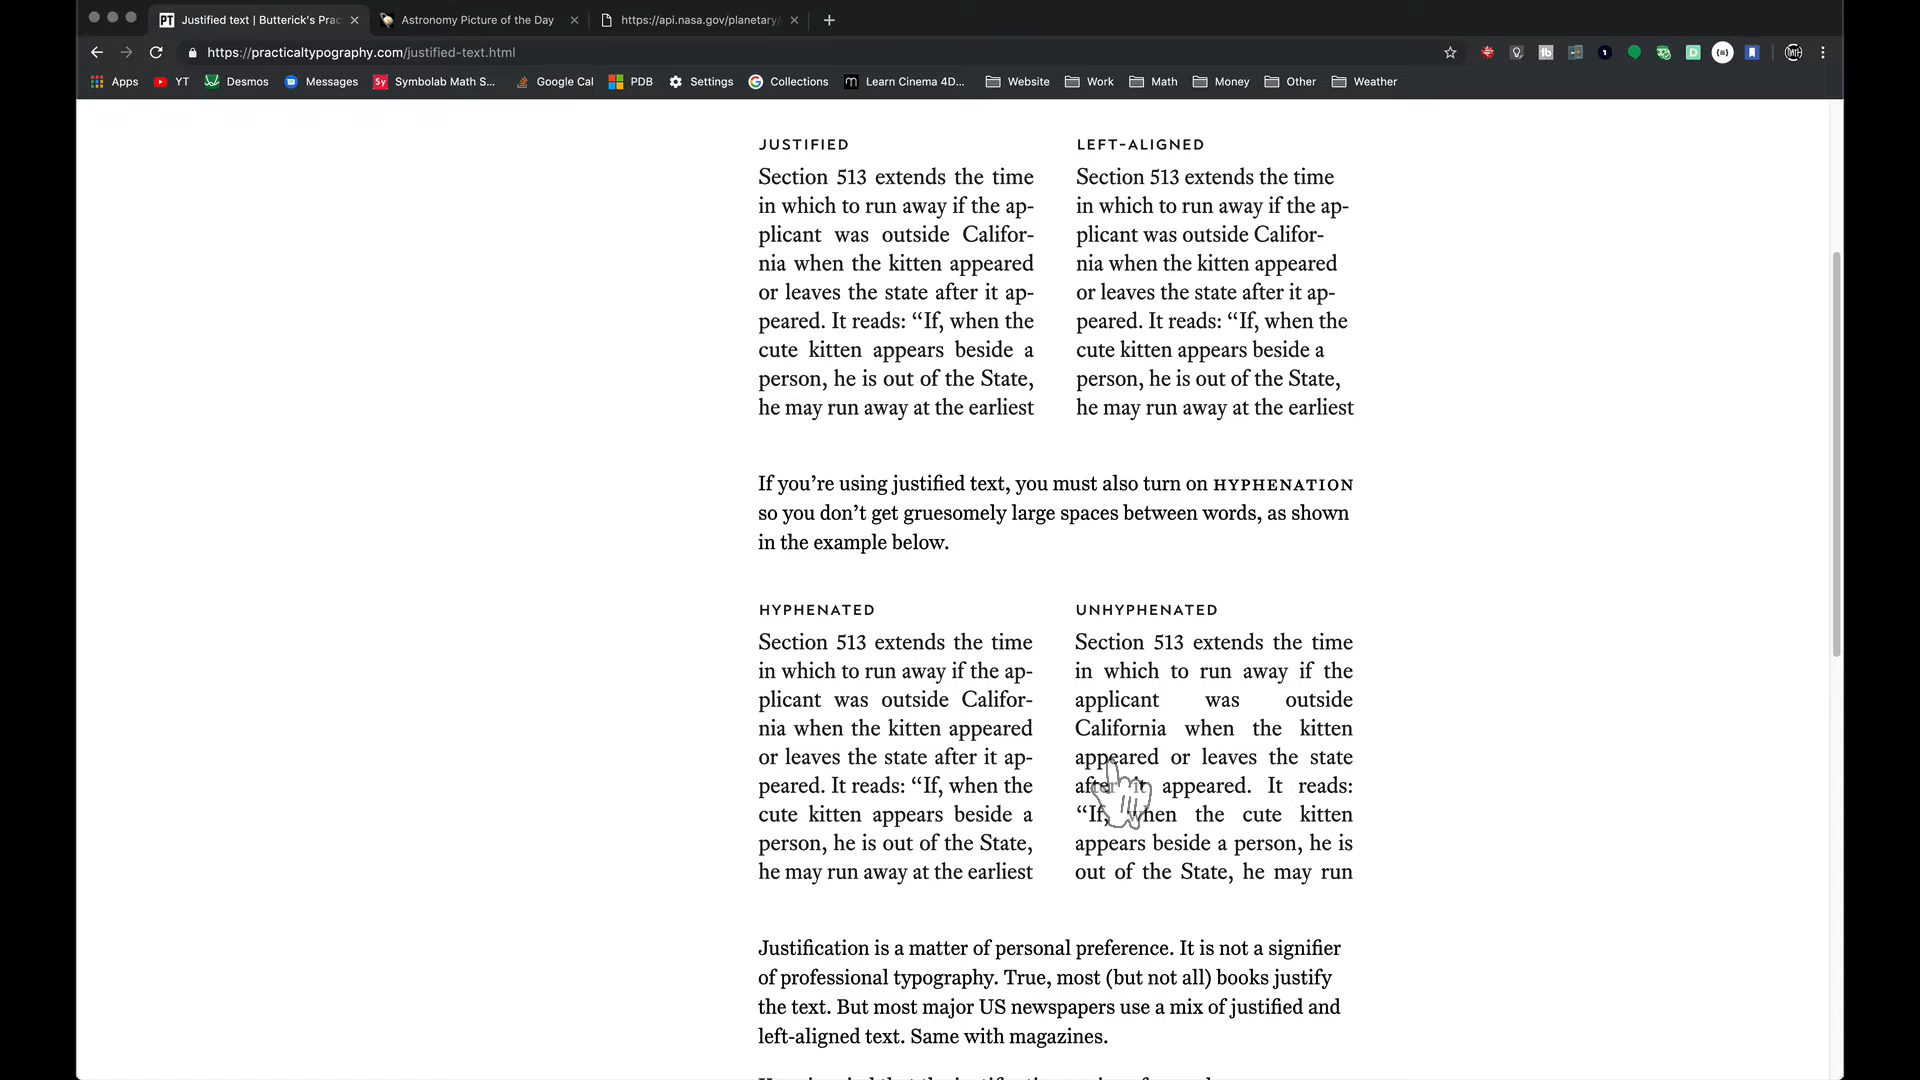 Justified text | Butterick's Prac
Astronomy Picture of the Day
https://api.nasa.gov/planetary/
https://practicaltypography.com/justified-text.html
Apps
YT
Desmos
Messages
Sy
Symbolab Math S...
Google Cal
PDB
Settings
Collections
Learn Cinema 4D...
Website
Work
Math
Money
Other
Weather
JUSTIFIED
Section 513 extends the time
in which to run away if the ap-
plicant was outside Califor-
nia when the kitten appeared
or leaves the state after it ap-
peared. It reads: “If, when the
cute kitten appears beside a
person, he is out of the State,
he may run away at the earliest
LEFT-ALIGNED
Section 513 extends the time
in which to run away if the ap-
plicant was outside Califor-
nia when the kitten appeared
or leaves the state after it ap-
peared. It reads: “If, when the
cute kitten appears beside a
person, he is out of the State,
he may run away at the earliest
If you’re using justified text, you must also turn on HYPHENATION
so you don’t get gruesomely large spaces between words, as shown
in the example below.
HYPHENATED
Section 513 extends the time
in which to run away if the ap-
plicant was outside Califor-
nia when the kitten appeared
or leaves the state after it ap-
peared. It reads: “If, when the
cute kitten appears beside a
person, he is out of the State,
he may run away at the earliest
UNHYPHENATED
Section 513 extends the time
in which to run away if the
applicant was outside
California when the kitten
appeared or leaves the state
after it appeared. It reads:
“If, when the cute kitten
appears beside a person, he is
out of the State, he may run
Justification is a matter of personal preference. It is not a signifier
of professional typography. True, most (but not all) books justify
the text. But most major US newspapers use a mix of justified and
left-aligned text. Same with magazines.